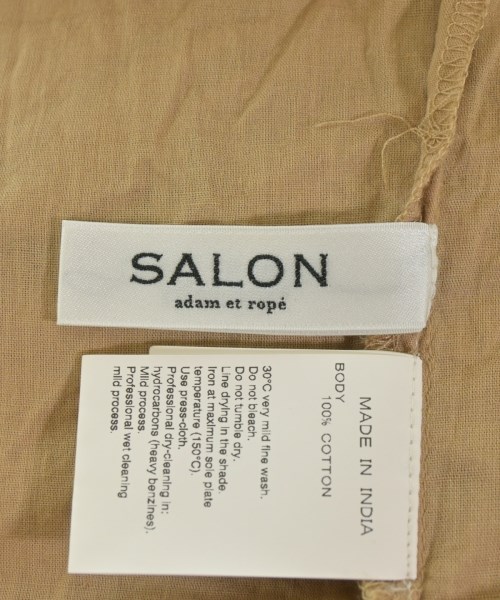 SALON
adam et ropé
MADE IN INDIA
BODY
100% COTTON
30°C very mild fine wash.
Do not bleach.
Do not tumble dry.
Line drying in the shade.
Iron at maximum sole plate
temperature (150°C).
Use press-cloth.
Professional dry-cleaning in:
hydrocarbons (heavy benzines).
Mild process.
Professional wet cleaning
mild process.